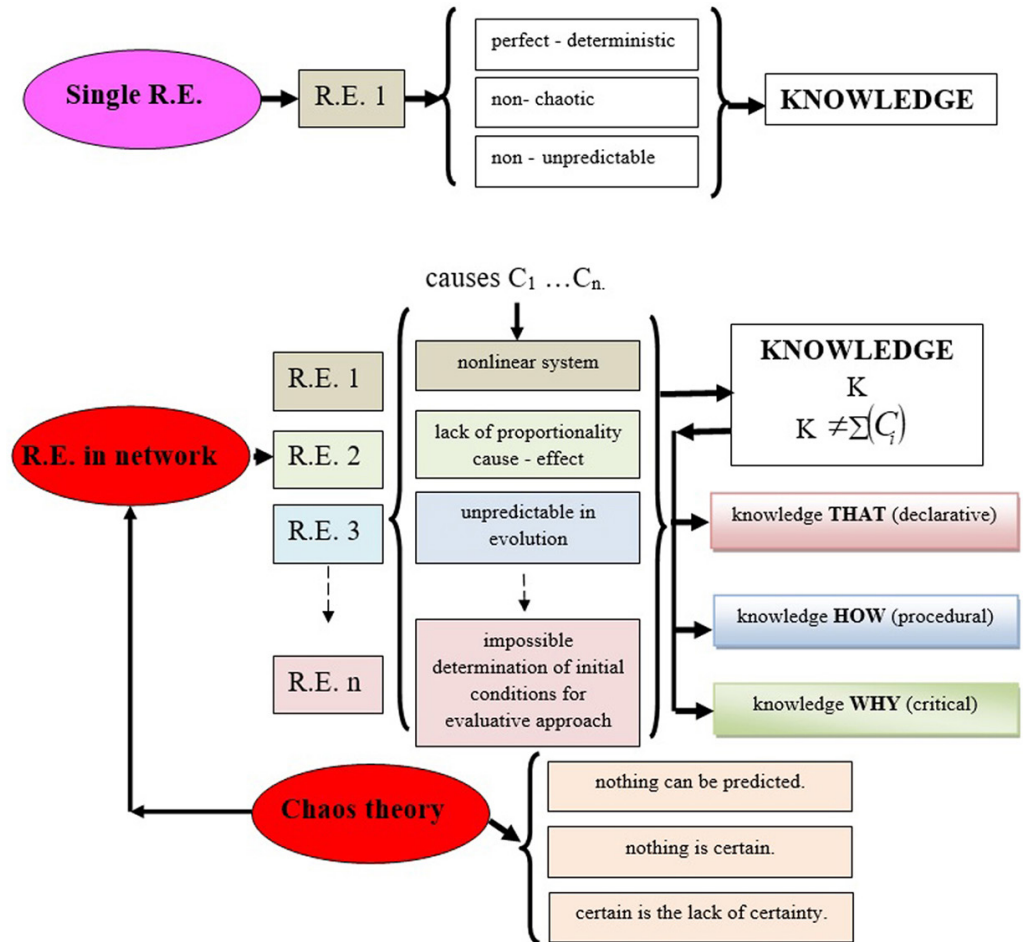 Single R.E.
R.E. 1
perfect - deterministic
non- chaotic
non - unpredictable
KNOWLEDGE
causes C1 …Cn.
R.E. in network
R.E. 1
R.E. 2
R.E. 3
R.E. n
nonlinear system
lack of proportionality
cause - effect
unpredictable in
evolution
impossible
determination of initial
conditions for
evaluative approach
KNOWLEDGE
K
K ≠Σ(Ci)
knowledge THAT (declarative)
knowledge HOW (procedural)
knowledge WHY (critical)
Chaos theory
nothing can be predicted.
nothing is certain.
certain is the lack of certainty.